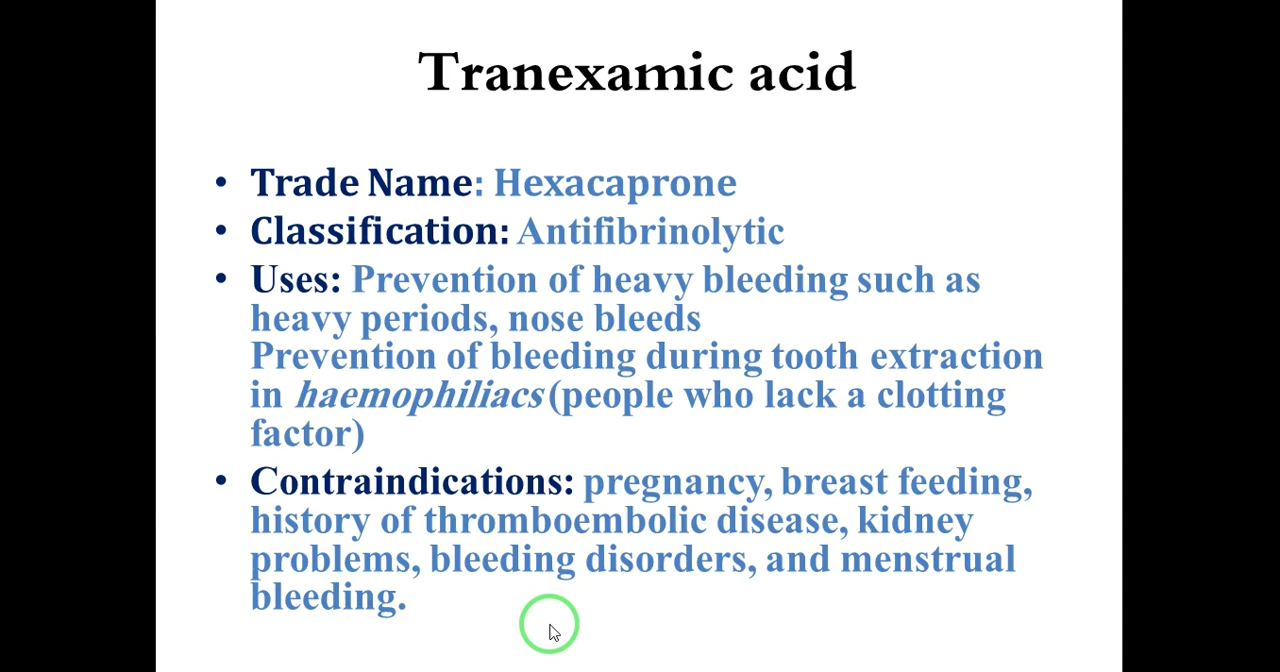 Tranexamic acid
• Trade Name: Hexacaprone
• Classification: Antifibrinolytic
• Uses: Prevention of heavy bleeding such as
heavy periods, nose bleeds
Prevention of bleeding during tooth extraction
in haemophiliacs (people who lack a clotting
factor)
• Contraindications: pregnancy, breast feeding,
history of thromboembolic disease, kidney
problems, bleeding disorders, and menstrual
bleeding.